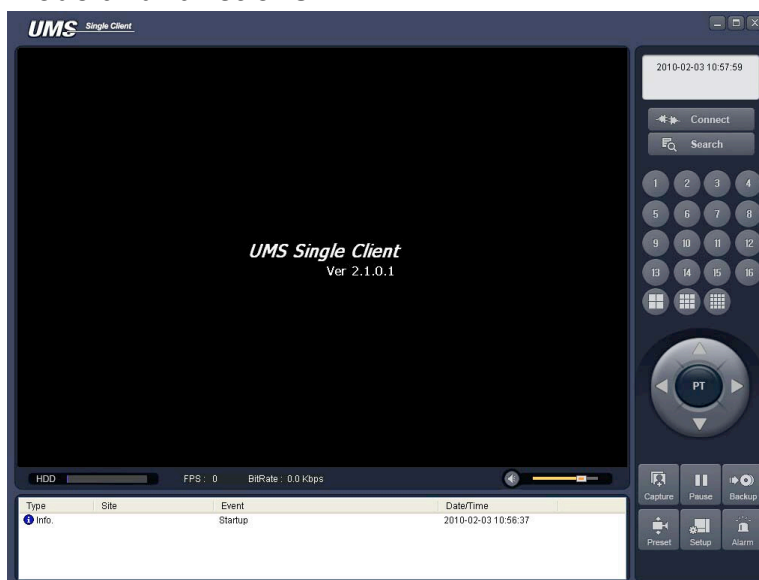 UMS Single Client
2010-02-03 10:57:59
Connect
Search
1 2 3 4
5 6 7 8
9 10 11 12
13 14 15 16
UMS Single Client
Ver 2.1.0.1
PT
HDD FPS : 0 BitRate : 0.0 Kbps
Capture Pause Backup
Preset Setup Alarm
Type Site Event Date/Time
Info. Startup 2010-02-03 10:56:37